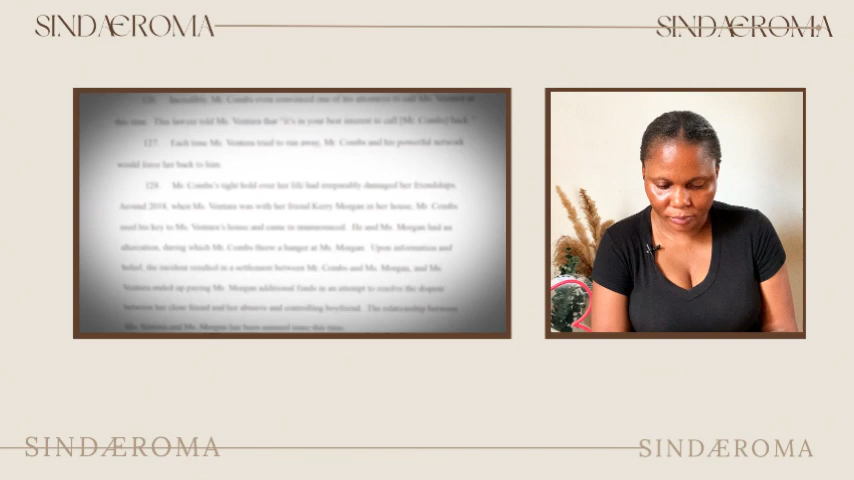 SINDÆROMA
SINDÆROMA
126. Incredibly, Mr. Combs even convinced one of his attorneys to call Ms. Ventura at
this time. This lawyer told Ms. Ventura that "it's in your best interest to call [Mr. Combs] back."
127. Each time Ms. Ventura tried to run away, Mr. Combs and his powerful network
would force her back to him.
128. Mr. Combs's tight hold over her life had irreparably damaged her friendships.
Around 2018, when Ms. Ventura was with her friend Kerry Morgan in her house, Mr. Combs
used his key to Ms. Ventura's house and came in unannounced. He and Ms. Morgan had an
altercation, during which Mr. Combs threw a hanger at Ms. Morgan. Upon information and
belief, the incident resulted in a settlement between Mr. Combs and Ms. Morgan, and Ms.
Ventura ended up paying Ms. Morgan additional funds in an attempt to resolve the dispute
between her close friend and her abusive and controlling boyfriend. The relationship between
Ms. Ventura and Ms. Morgan has been strained since this time.
SINDÆROMA
SINDÆROMA